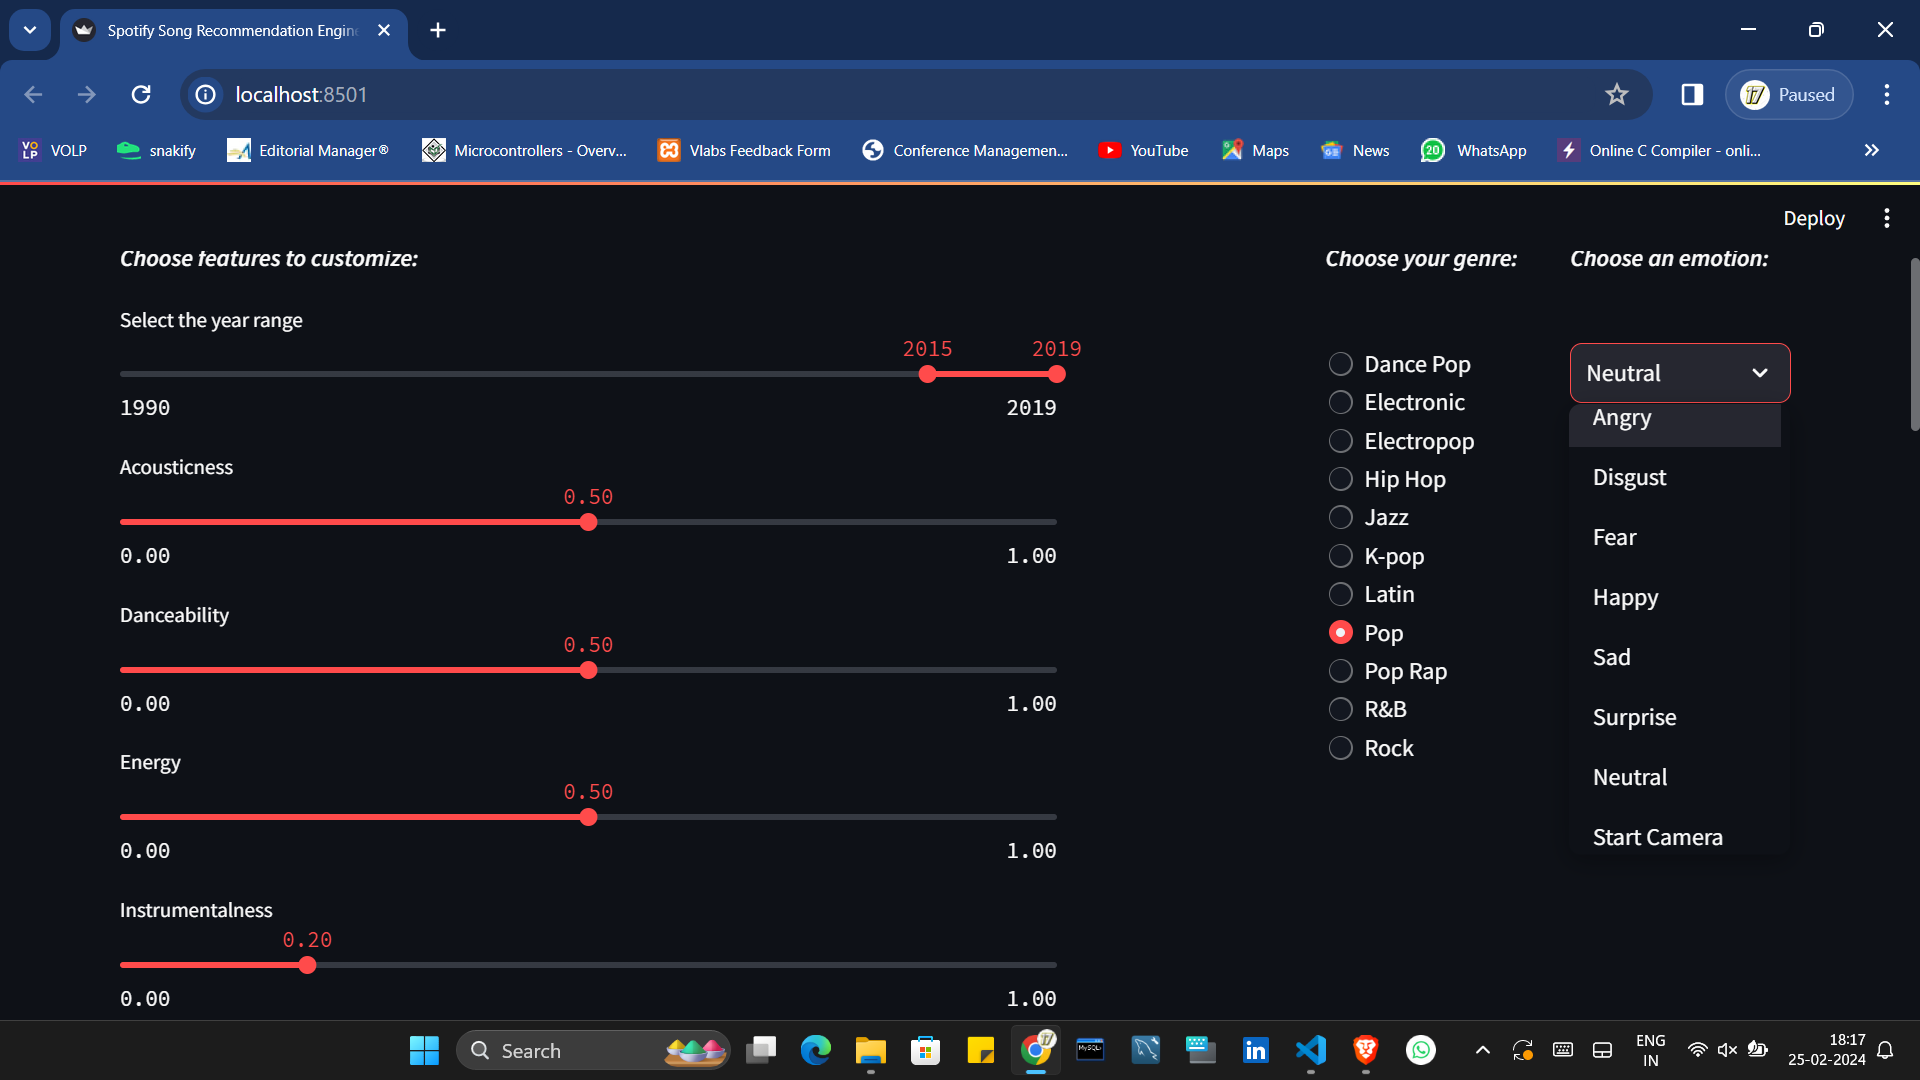 Spotify Song Recommendation Engin
localhost:8501
17
Paused
VOLP
snakify
Editorial Manager®
Microcontrollers - Overv...
Vlabs Feedback Form
Conference Managemen...
YouTube
Maps
News
20
WhatsApp
Online C Compiler - onli...
Deploy
Choose features to customize:
Choose your genre:
Choose an emotion:
Select the year range
2015
2019
1990
2019
Acousticness
0.50
0.00
1.00
Danceability
0.50
0.00
1.00
Energy
0.50
0.00
1.00
Instrumentalness
0.20
0.00
1.00
Dance Pop
Electronic
Electropop
Hip Hop
Jazz
K-pop
Latin
Pop
Pop Rap
R&B
Rock
Neutral
Angry
Disgust
Fear
Happy
Sad
Surprise
Neutral
Start Camera
Search
ENG
IN
18:17
25-02-2024